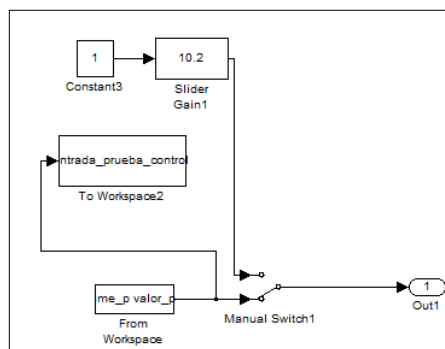 1
Constant3
10.2
Slider
Gain1
ntrada_prueba_control
To Workspace2
me_p valor_p
From
Workspace
Manual Switch1
1
Out1